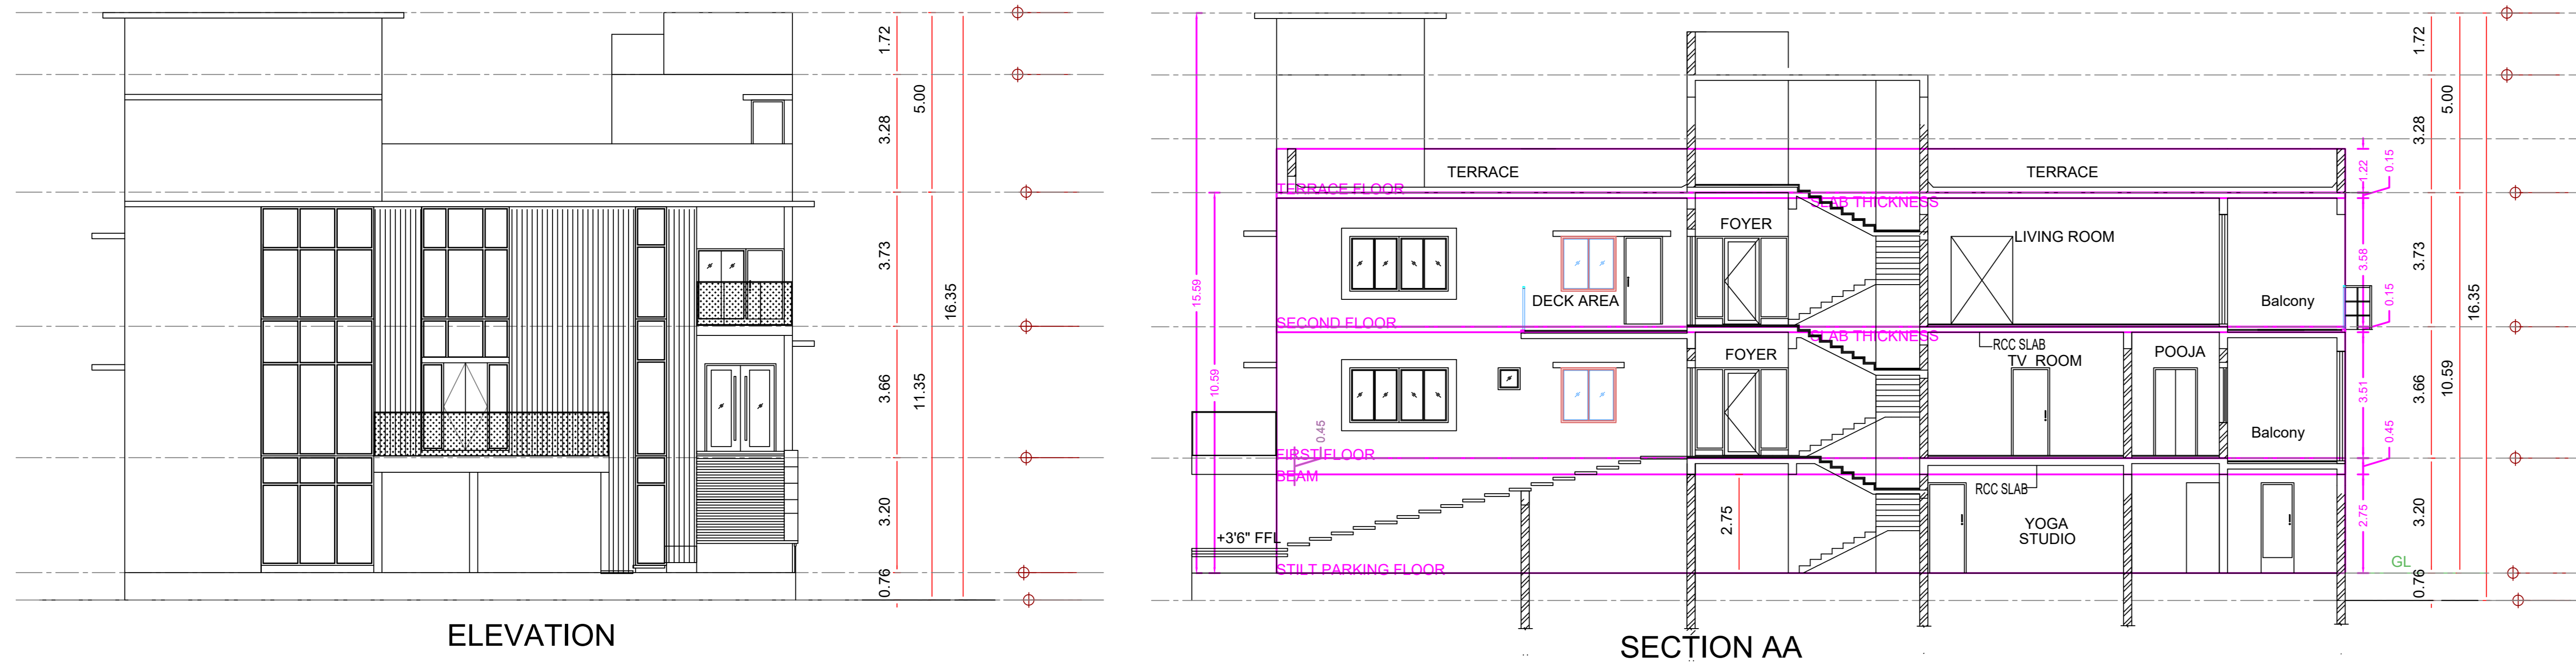 1.72
5.00
3.28
3.73
16.35
3.66
11.35
3.20
0.76
ELEVATION
1.72
5.00
3.28
TERRACE
TERRACE
1.22
0.15
TERRACE FLOOR
SLAB THICKNESS
FOYER
LIVING ROOM
3.73
3.58
15.59
16.35
DECK AREA
Balcony
0.15
SECOND FLOOR
SLAB THICKNESS
RCC SLAB
FOYER
TV ROOM
POOJA
10.59
3.66
10.59
3.51
0.45
Balcony
0.45
FIRST FLOOR
BEAM
RCC SLAB
2.75
YOGA
STUDIO
2.75
3.20
+3'6" FFL
STILT PARKING FLOOR
GL
0.76
SECTION AA